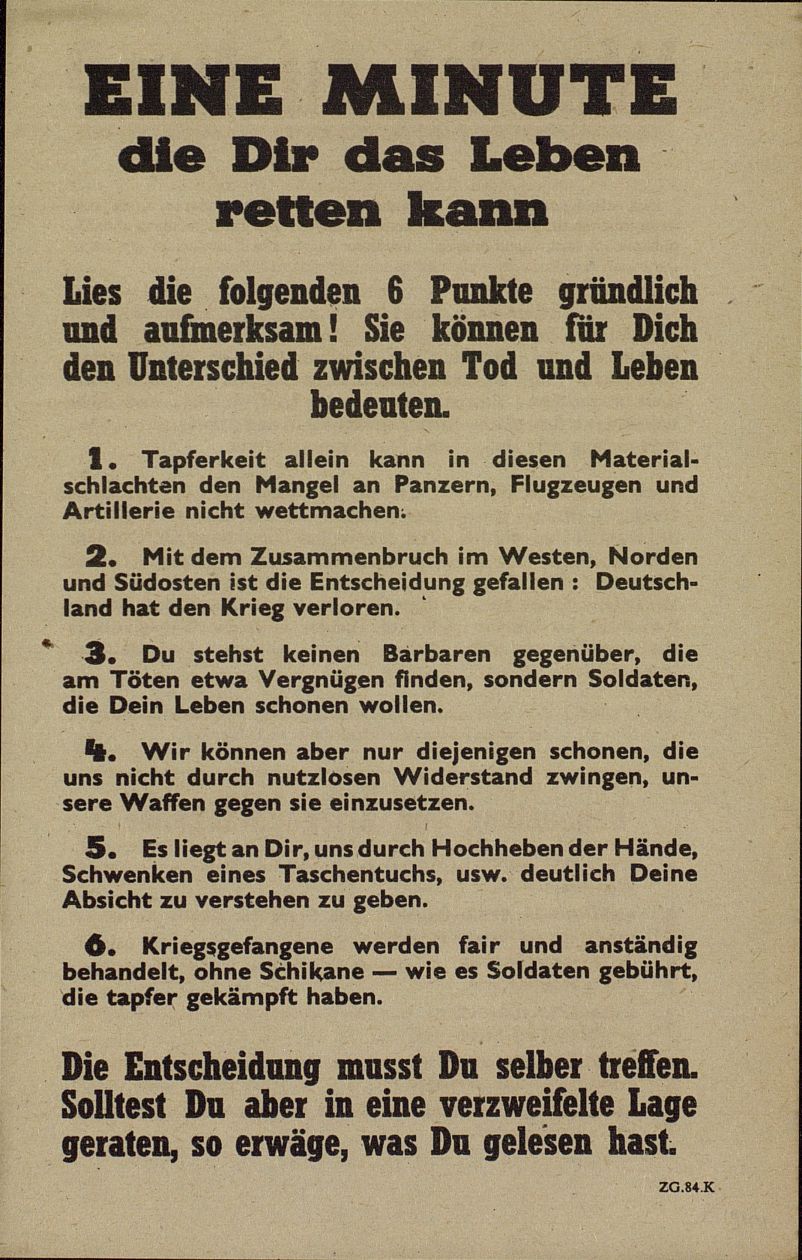 EINE MINUTE
die Dir das Leben
retten kann
Lies die folgenden 6 Punkte gründlich
und aufmerksam! Sie können für Dich
den Unterschied zwischen Tod und Leben
bedeuten.
1. Tapferkeit allein kann in diesen Material-
schlachten den Mangel an Panzern, Flugzeugen und
Artillerie nicht wettmachen.
2. Mit dem Zusammenbruch im Westen, Norden
und Südosten ist die Entscheidung gefallen : Deutsch-
land hat den Krieg verloren.
3. Du stehst keinen Barbaren gegenüber, die
am Töten etwa Vergnügen finden, sondern Soldaten,
die Dein Leben schonen wollen.
4. Wir können aber nur diejenigen schonen, die
uns nicht durch nutzlosen Widerstand zwingen, un-
sere Waffen gegen sie einzusetzen.
5. Es liegt an Dir, uns durch Hochheben der Hände,
Schwenken eines Taschentuchs, usw. deutlich Deine
Absicht zu verstehen zu geben.
6. Kriegsgefangene werden fair und anständig
behandelt, ohne Schikane — wie es Soldaten gebührt,
die tapfer gekämpft haben.
Die Entscheidung musst Du selber treffen.
Solltest Du aber in eine verzweifelte Lage
geraten, so erwäge, was Du gelesen hast.
ZG.84.K